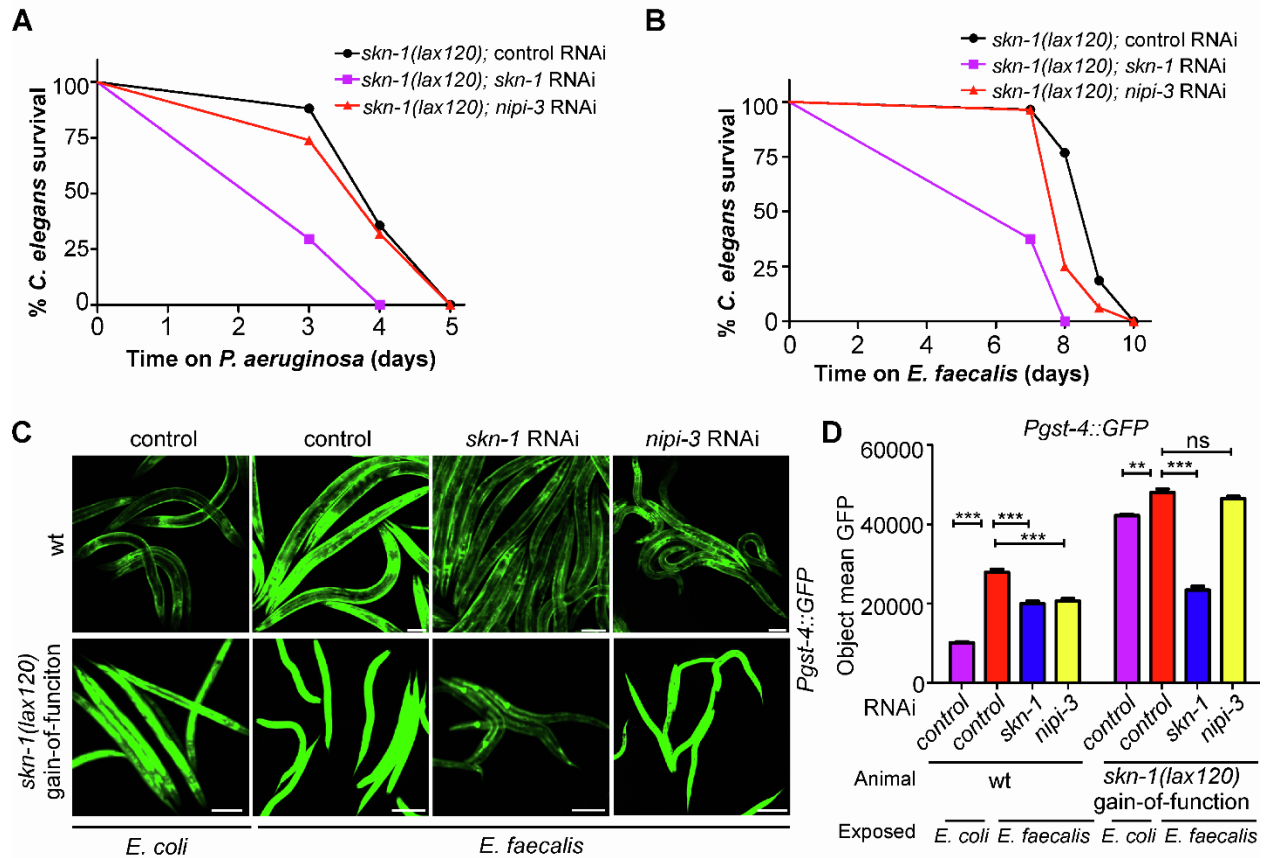 A
skn-1(lax120); control RNAi
skn-1(lax120); skn-1 RNAi
skn-1(lax120); nipi-3 RNAi
% C. elegans survival
100
75
50
25
0
0 1 2 3 4 5
Time on P. aeruginosa (days)
B
skn-1(lax120); control RNAi
skn-1(lax120); skn-1 RNAi
skn-1(lax120); nipi-3 RNAi
% C. elegans survival
100
75
50
25
0
0 2 4 6 8 10
Time on E. faecalis (days)
C
control control skn-1 RNAi nipi-3 RNAi
wt
skn-1(lax120)
gain-of-funciton
Pgst-4::GFP
E. coli E. faecalis
D
Pgst-4::GFP
Object mean GFP
60000
40000
20000
0
*** *** *** ** *** ns
RNAi control control skn-1 nipi-3 control control skn-1 nipi-3
Animal wt skn-1(lax120)
gain-of-function
Exposed E. coli E. faecalis E. coli E. faecalis